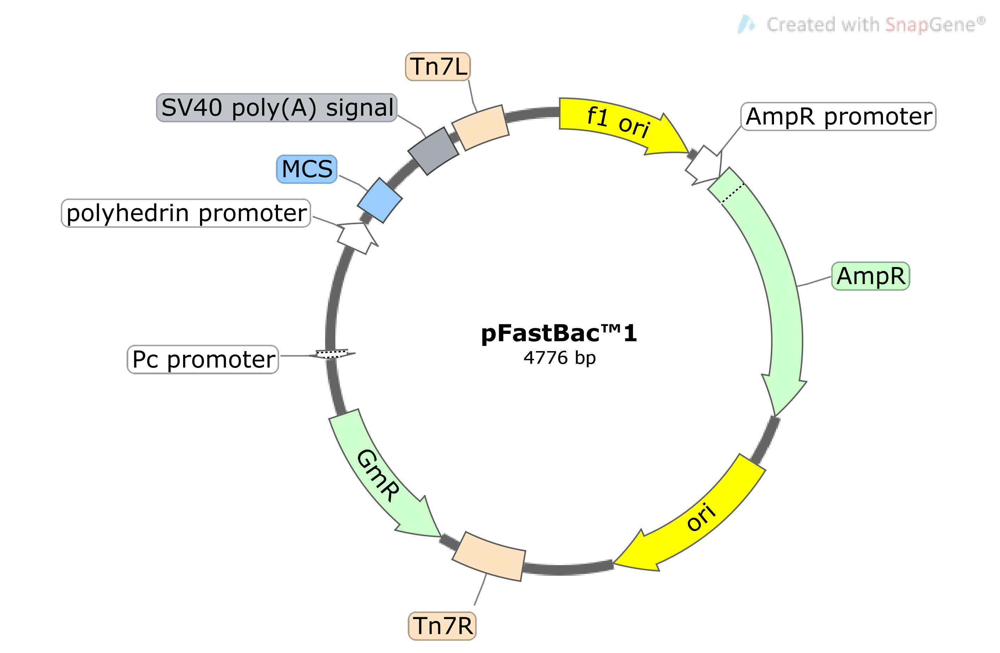 Created with SnapGene®
Tn7L
SV40 poly(A) signal
f1 ori
AmpR promoter
MCS
polyhedrin promoter
AmpR
pFastBac™1
4776 bp
Pc promoter
GmR
ori
Tn7R